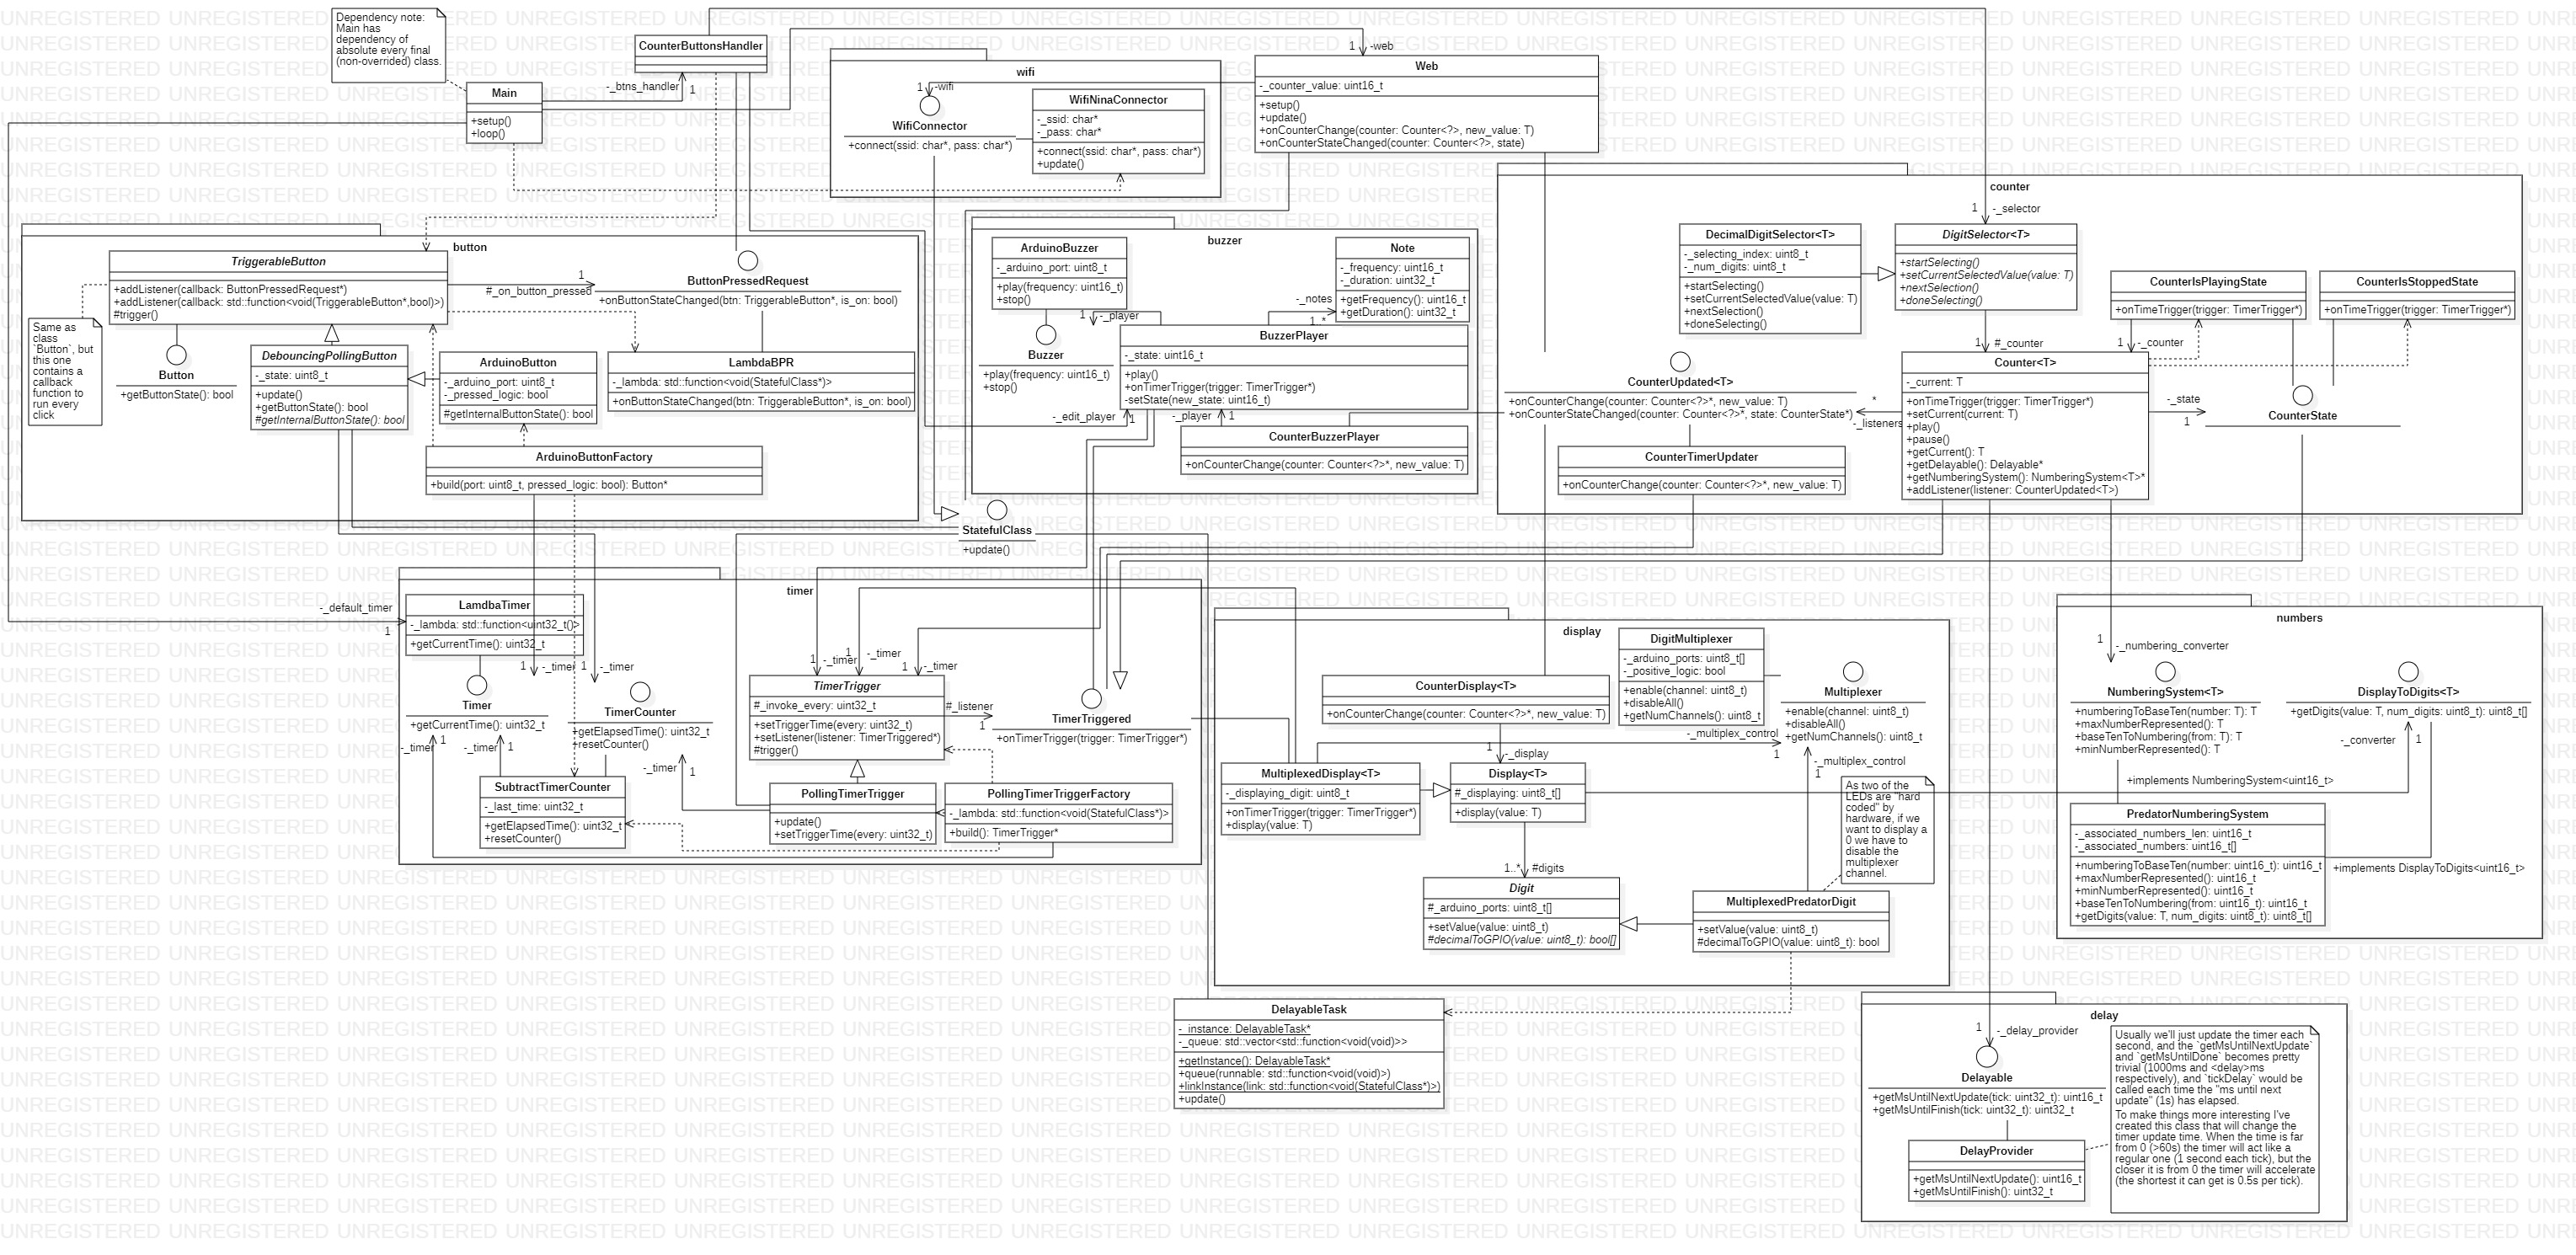 Dependency note:
Main has
dependency of
absolute every final
(non-overrided) class.
Main
+setup()
+loop()
CounterButtonsHandler
-_btns_handler
1
1
-web
wifi
1
-wifi
WifiConnector
+connect(ssid: char*, pass: char*)
WifiNinaConnector
-_ssid: char*
-_pass: char*
+connect(ssid: char*, pass: char*)
+update()
Web
-_counter_value: uint16_t
+setup()
+update()
+onCounterChange(counter: Counter<?>, new_value: T)
+onCounterStateChanged(counter: Counter<?>, state)
button
TriggerableButton
+addListener(callback: ButtonPressedRequest*)
+addListener(callback: std::function<void(TriggerableButton*,bool)>)
#trigger()
1
#_on_button_pressed
ButtonPressedRequest
+onButtonStateChanged(btn: TriggerableButton*, is_on: bool)
Same as
class
`Button`, but
this one
contains a
callback
function to
run every
click
Button
+getButtonState(): bool
DebouncingPollingButton
-_state: uint8_t
+update()
+getButtonState(): bool
#getInternalButtonState(): bool
ArduinoButton
-_arduino_port: uint8_t
-_pressed_logic: bool
#getInternalButtonState(): bool
LambdaBPR
-_lambda: std::function<void(StatefulClass*)>
+onButtonStateChanged(btn: TriggerableButton*, is_on: bool)
ArduinoButtonFactory
+build(port: uint8_t, pressed_logic: bool): Button*
buzzer
ArduinoBuzzer
-_arduino_port: uint8_t
+play(frequency: uint16_t)
+stop()
Note
-_frequency: uint16_t
-_duration: uint32_t
+getFrequency(): uint16_t
+getDuration(): uint32_t
-_notes
1..*
1
-_player
Buzzer
+play(frequency: uint16_t)
+stop()
BuzzerPlayer
-_state: uint16_t
+play()
+onTimerTrigger(trigger: TimerTrigger*)
-setState(new_state: uint16_t)
-_edit_player
1
-_player
1
CounterBuzzerPlayer
+onCounterChange(counter: Counter<?>*, new_value: T)
counter
1
-_selector
DecimalDigitSelector<T>
-_selecting_index: uint8_t
-_num_digits: uint8_t
+startSelecting()
+setCurrentSelectedValue(value: T)
+nextSelection()
+doneSelecting()
DigitSelector<T>
+startSelecting()
+setCurrentSelectedValue(value: T)
+nextSelection()
+doneSelecting()
CounterIsPlayingState
+onTimeTrigger(trigger: TimerTrigger*)
CounterIsStoppedState
+onTimeTrigger(trigger: TimerTrigger*)
1
#_counter
1
-_counter
CounterUpdated<T>
+onCounterChange(counter: Counter<?>*, new_value: T)
+onCounterStateChanged(counter: Counter<?>*, state: CounterState*)
*
-_listeners
Counter<T>
-_current: T
+onTimeTrigger(trigger: TimerTrigger*)
+setCurrent(current: T)
+play()
+pause()
+getCurrent(): T
+getDelayable(): Delayable*
+getNumberingSystem(): NumberingSystem<T>*
+addListener(listener: CounterUpdated<T>)
-_state
1
CounterState
CounterTimerUpdater
+onCounterChange(counter: Counter<?>*, new_value: T)
StatefulClass
+update()
timer
-_default_timer
1
LamdbaTimer
-_lambda: std::function<uint32_t()>
+getCurrentTime(): uint32_t
1
-_timer
1
-_timer
Timer
+getCurrentTime(): uint32_t
TimerCounter
+getElapsedTime(): uint32_t
+resetCounter()
-_timer
1
-_timer
1
-_timer
1
SubtractTimerCounter
-_last_time: uint32_t
+getElapsedTime(): uint32_t
+resetCounter()
1
-_timer
1
-_timer
1
-_timer
TimerTrigger
#_invoke_every: uint32_t
+setTriggerTime(every: uint32_t)
+setListener(listener: TimerTriggered*)
#trigger()
#_listener
1
TimerTriggered
+onTimerTrigger(trigger: TimerTrigger*)
PollingTimerTrigger
+update()
+setTriggerTime(every: uint32_t)
PollingTimerTriggerFactory
-_lambda: std::function<void(StatefulClass*)>
+build(): TimerTrigger*
display
DigitMultiplexer
-_arduino_ports: uint8_t[]
-_positive_logic: bool
+enable(channel: uint8_t)
+disableAll()
+getNumChannels(): uint8_t
Multiplexer
+enable(channel: uint8_t)
+disableAll()
+getNumChannels(): uint8_t
CounterDisplay<T>
+onCounterChange(counter: Counter<?>*, new_value: T)
-_multiplex_control
1
1
-_display
-_multiplex_control
1
MultiplexedDisplay<T>
-_displaying_digit: uint8_t
+onTimerTrigger(trigger: TimerTrigger*)
+display(value: T)
Display<T>
#_displaying: uint8_t[]
+display(value: T)
As two of the
LEDs are "hard
coded" by
hardware, if we
want to display a
0 we have to
disable the
multiplexer
channel.
1..*
#digits
Digit
#_arduino_ports: uint8_t[]
+setValue(value: uint8_t)
#decimalToGPIO(value: uint8_t): bool[]
MultiplexedPredatorDigit
+setValue(value: uint8_t)
#decimalToGPIO(value: uint8_t): bool
numbers
1
-_numbering_converter
NumberingSystem<T>
+numberingToBaseTen(number: T): T
+maxNumberRepresented(): T
+baseTenToNumbering(from: T): T
+minNumberRepresented(): T
DisplayToDigits<T>
+getDigits(value: T, num_digits: uint8_t): uint8_t[]
-_converter
1
+implements NumberingSystem<uint16_t>
PredatorNumberingSystem
-_associated_numbers_len: uint16_t
-_associated_numbers: uint16_t[]
+numberingToBaseTen(number: uint16_t): uint16_t
+maxNumberRepresented(): uint16_t
+minNumberRepresented(): uint16_t
+baseTenToNumbering(from: uint16_t): uint16_t
+getDigits(value: T, num_digits: uint8_t): uint8_t[]
+implements DisplayToDigits<uint16_t>
DelayableTask
-_instance: DelayableTask*
-_queue: std::vector<std::function<void(void)>>
+getInstance(): DelayableTask*
+queue(runnable: std::function<void(void)>)
+linkInstance(link: std::function<void(StatefulClass*)>)
+update()
delay
1
-_delay_provider
Delayable
+getMsUntilNextUpdate(tick: uint32_t): uint16_t
+getMsUntilFinish(tick: uint32_t): uint32_t
DelayProvider
+getMsUntilNextUpdate(): uint16_t
+getMsUntilFinish(): uint32_t
Usually we'll just update the timer each
second, and the `getMsUntilNextUpdate`
and `getMsUntilDone` becomes pretty
trivial (1000ms and <delay>ms
respectively), and `tickDelay` would be
called each time the "ms until next
update" (1s) has elapsed.
To make things more interesting I've
created this class that will change the
timer update time. When the time is far
from 0 (>60s) the timer will act like a
regular one (1 second each tick), but the
closer it is from 0 the timer will accelerate
(the shortest it can get is 0.5s per tick).